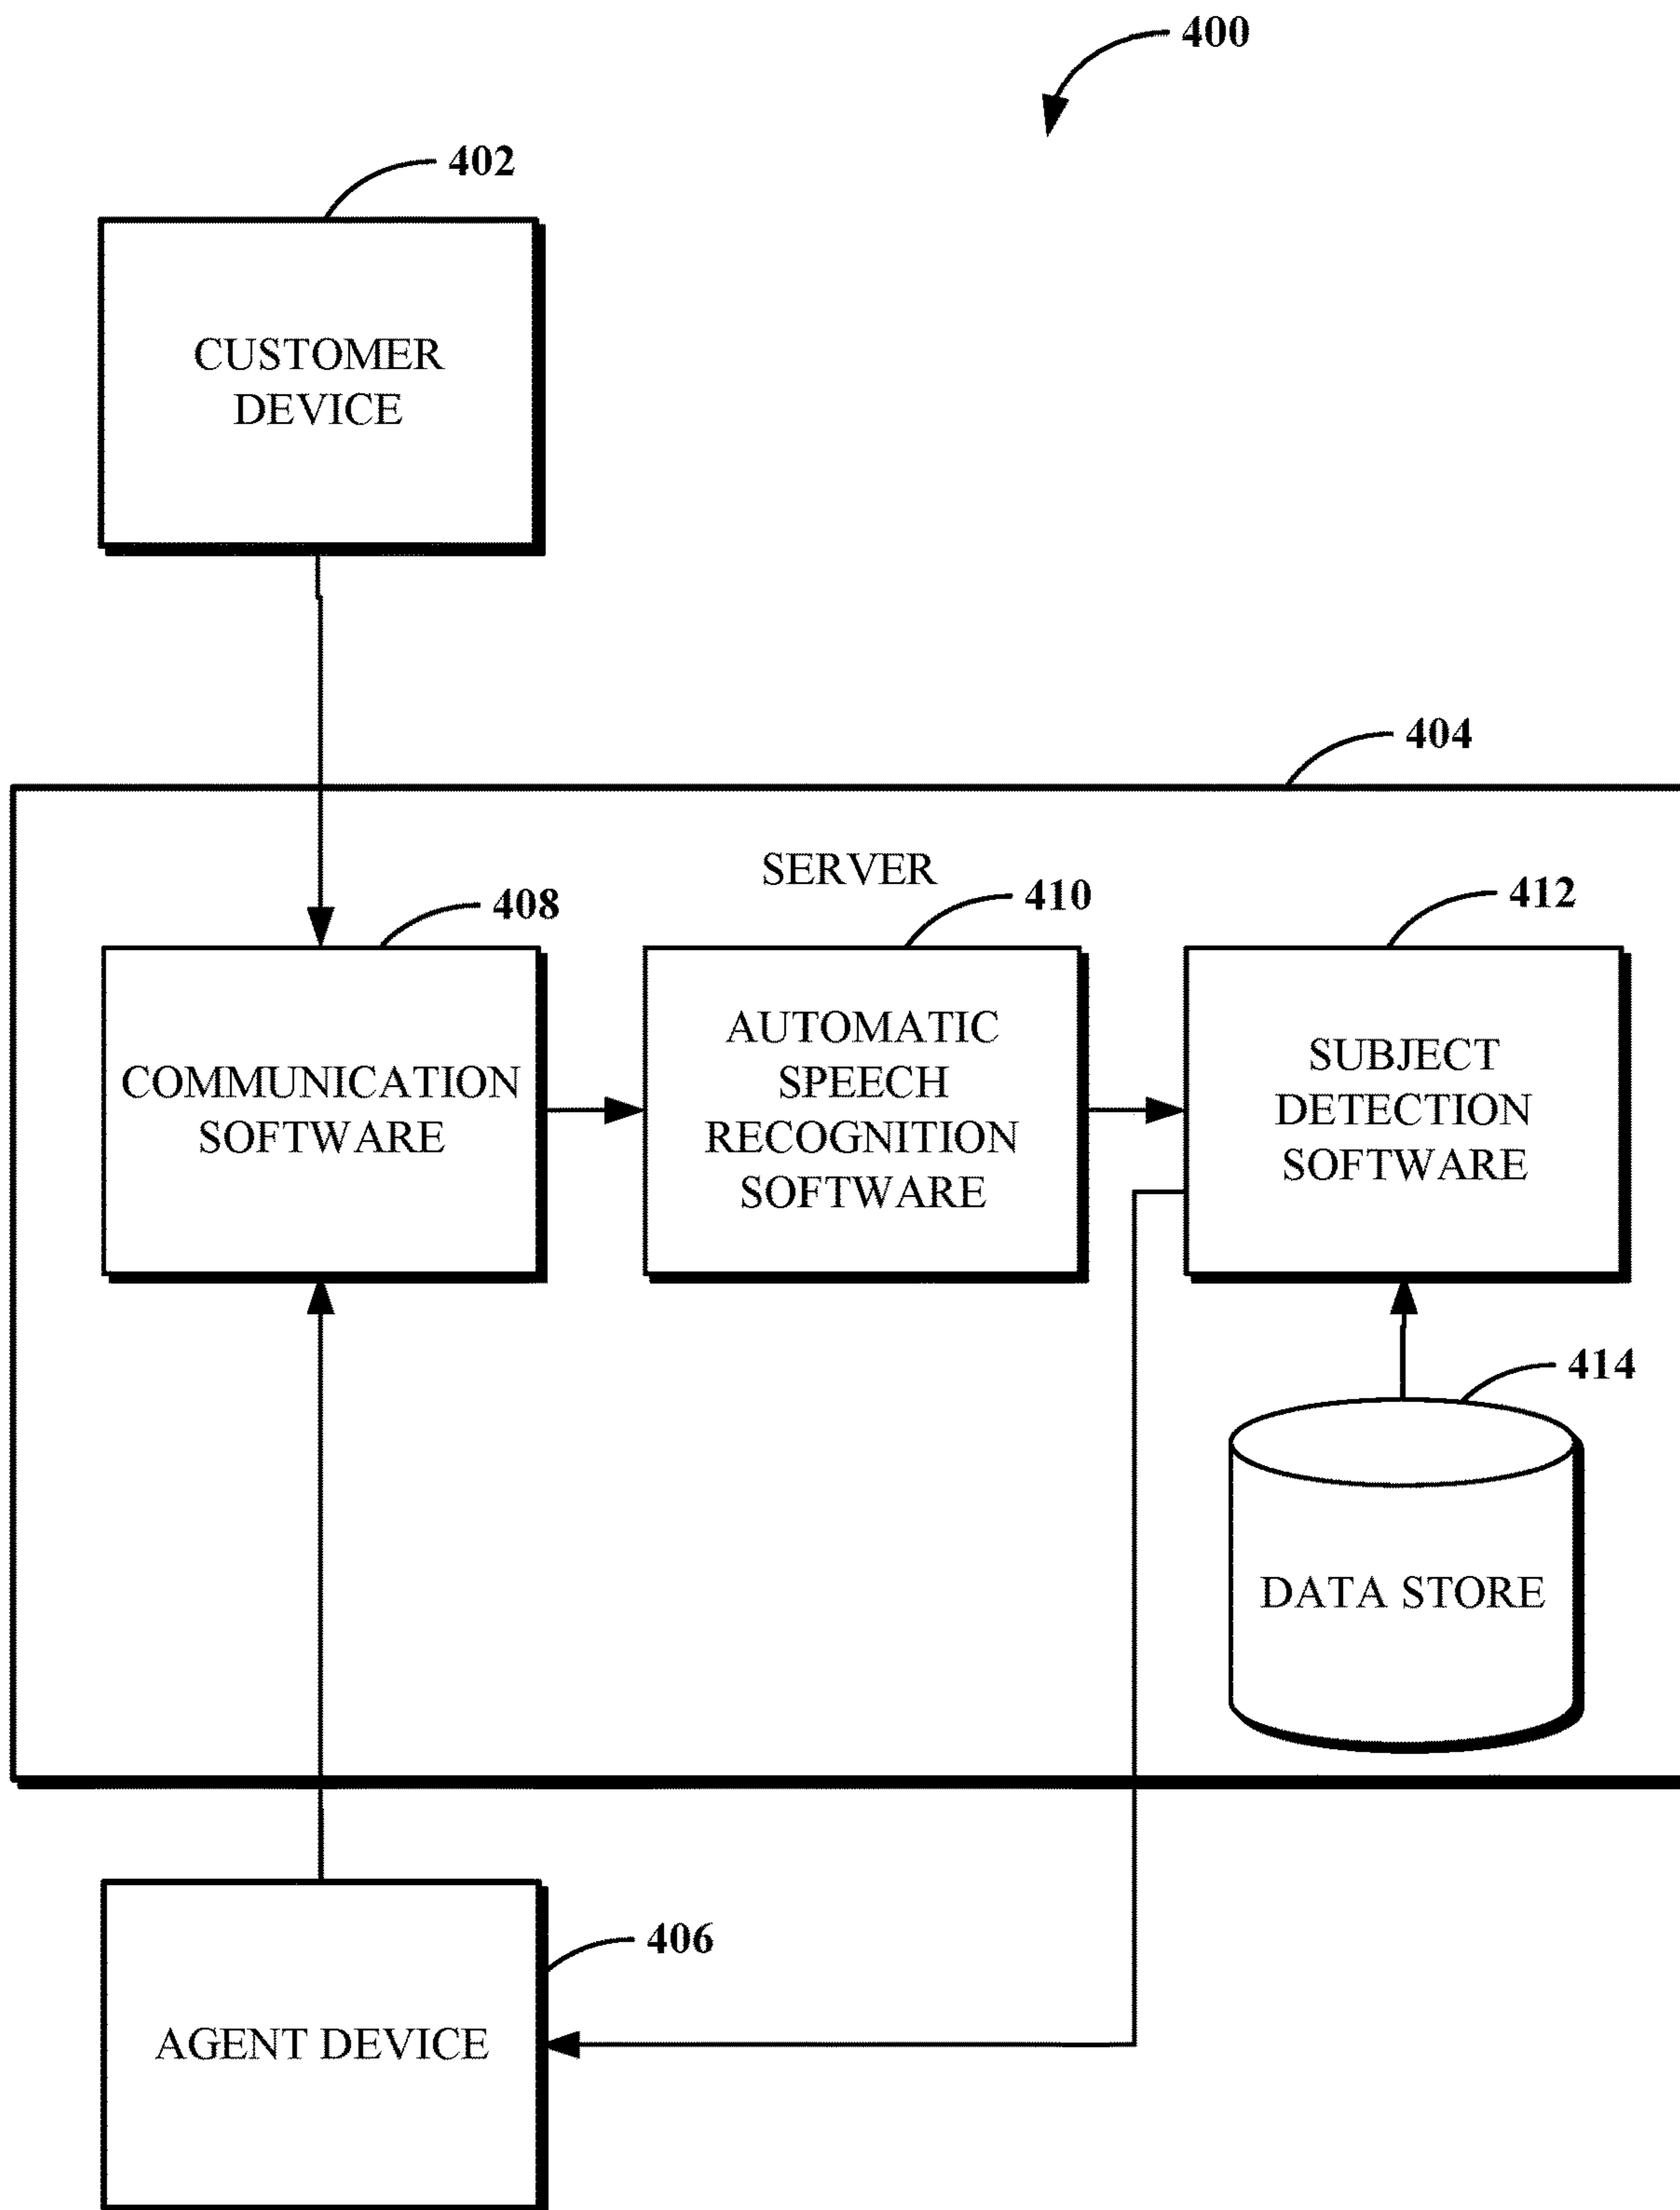 400
402
CUSTOMER
DEVICE
404
SERVER
408
410
412
COMMUNICATION
SOFTWARE
AUTOMATIC
SPEECH
RECOGNITION
SOFTWARE
SUBJECT
DETECTION
SOFTWARE
414
DATA STORE
406
AGENT DEVICE